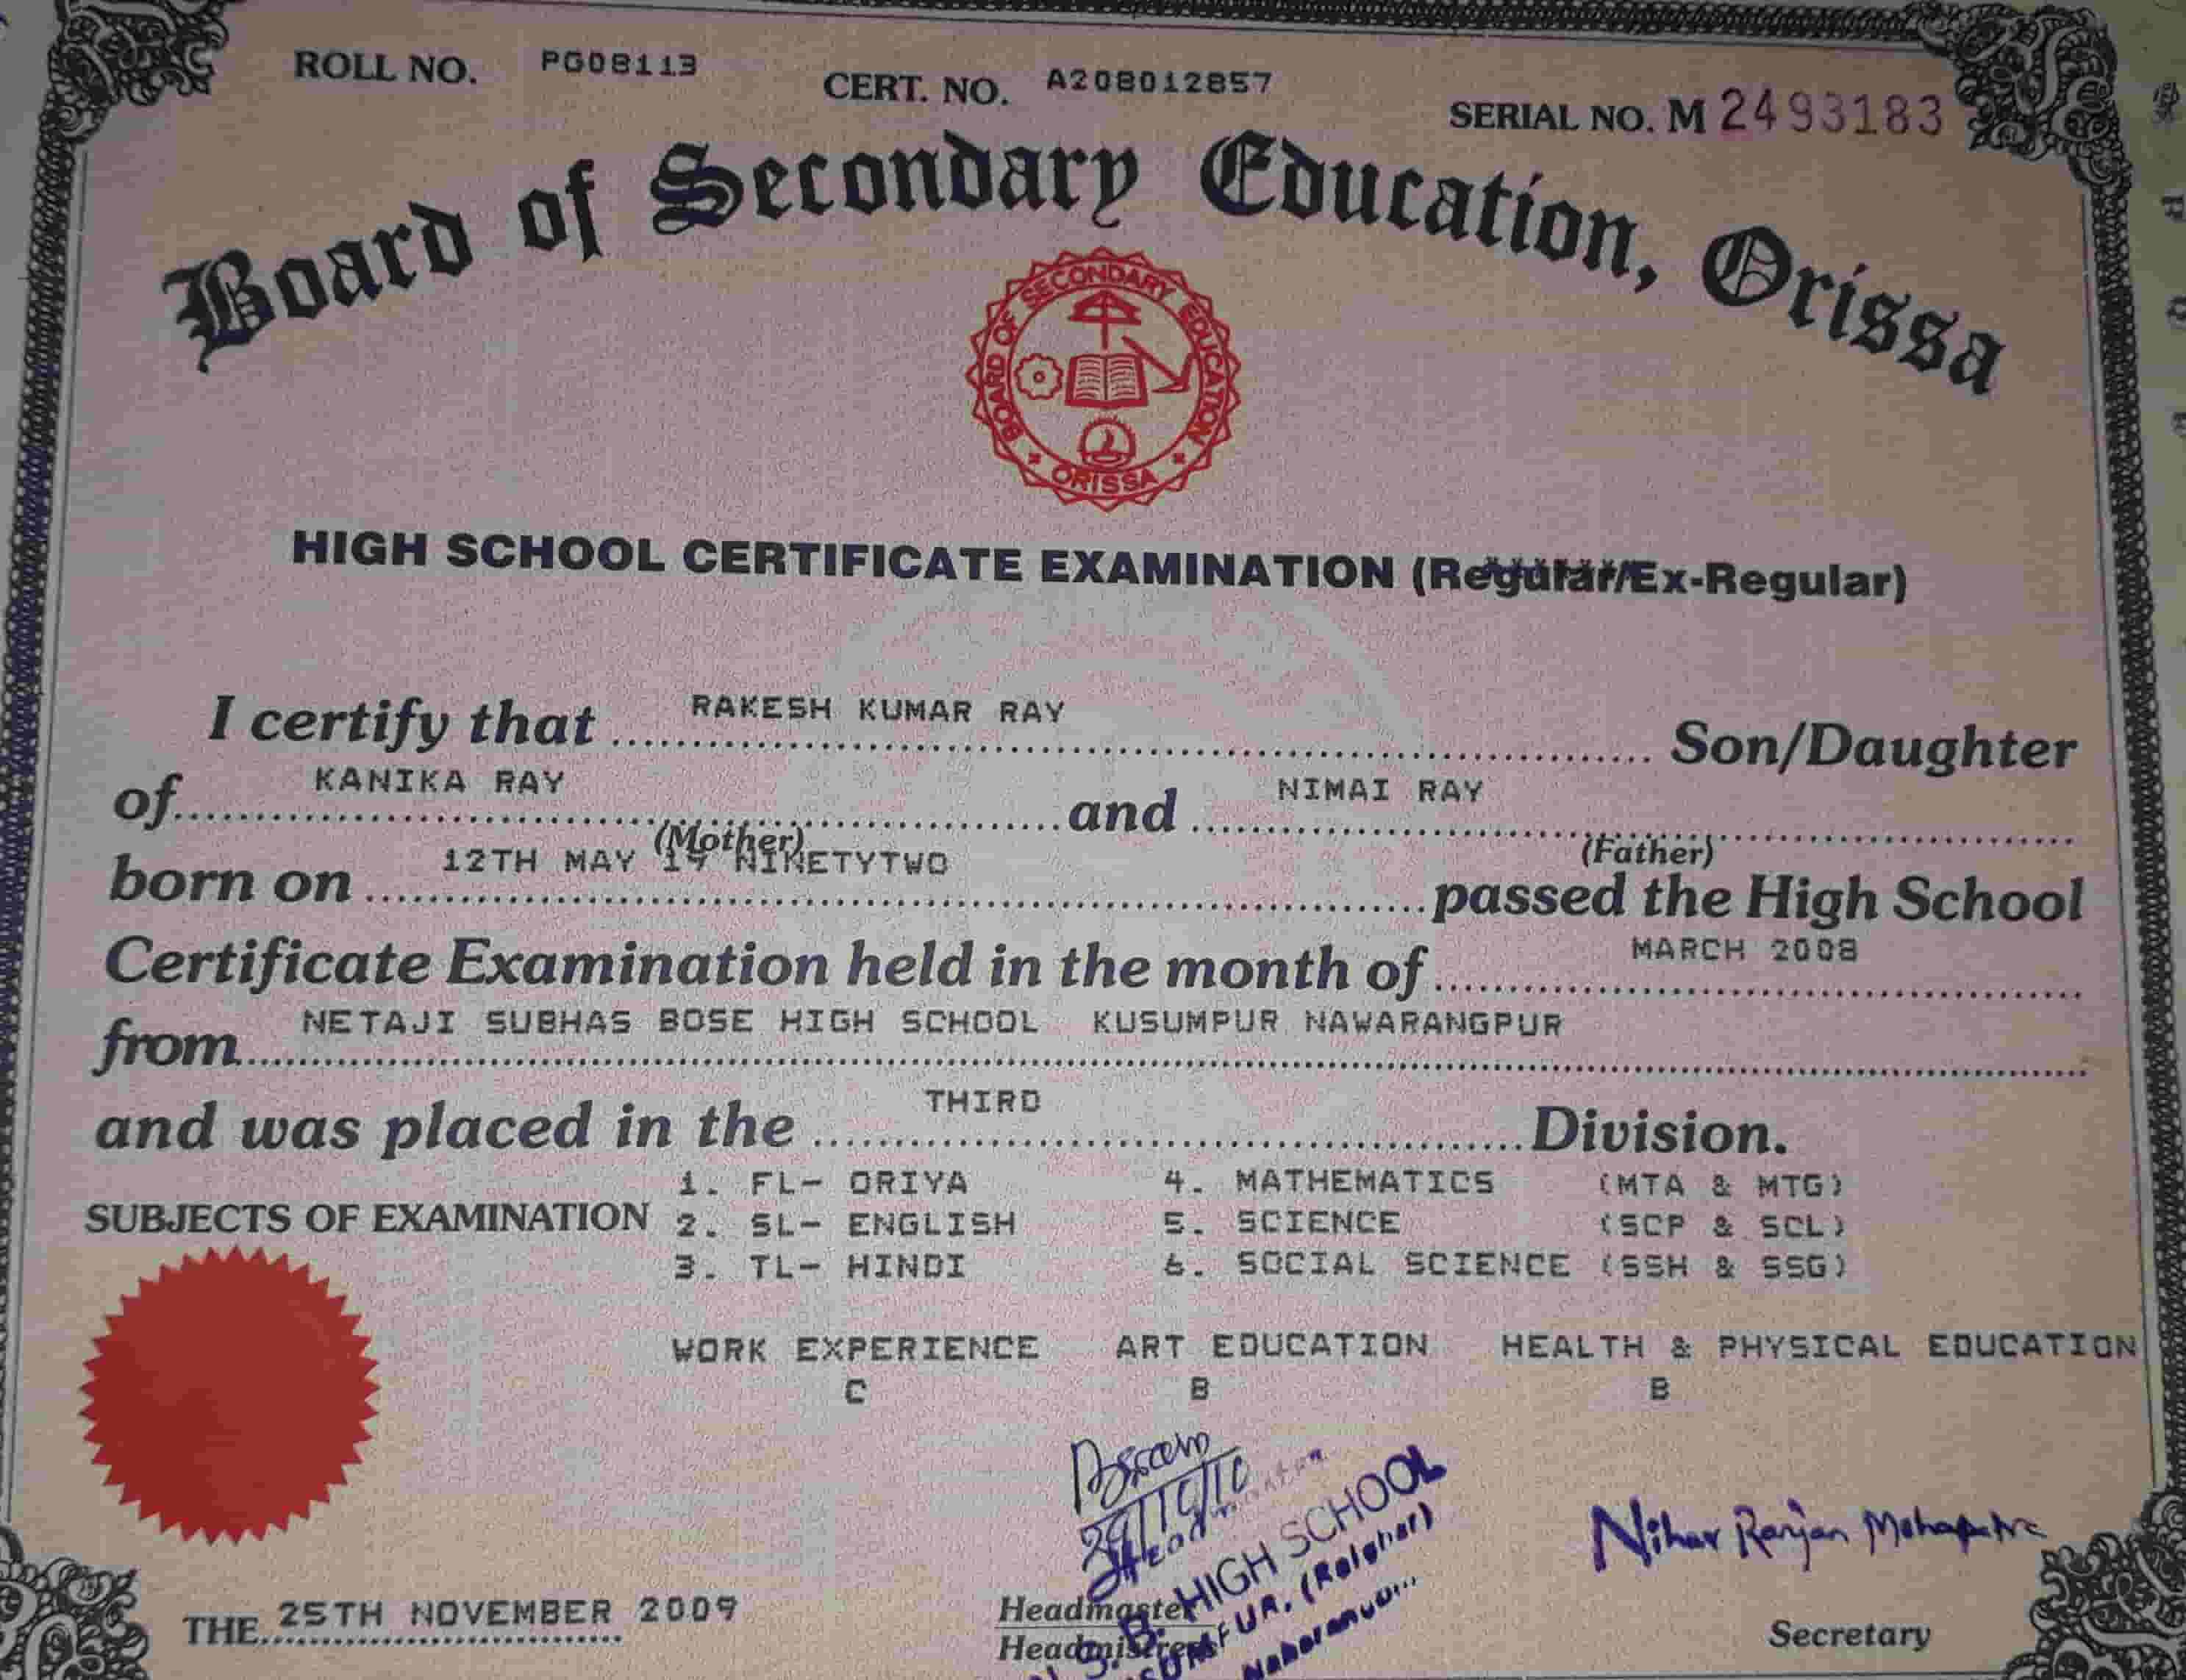 ROLL NO. PG08113 CERT. NO. A208012857 SERIAL NO. M 2493183
Board of Secondary Education, Orissa
BOARD OF SECONDARY EDUCATION
ORISSA
HIGH SCHOOL CERTIFICATE EXAMINATION (Regular/Ex-Regular)
I certify that RAKESH KUMAR RAY Son/Daughter
of KANIKA RAY and NIMAI RAY
(Mother) (Father)
born on 12TH MAY 19 NINETYTWO passed the High School
Certificate Examination held in the month of MARCH 2008
from NETAJI SUBHAS BOSE HIGH SCHOOL KUSUMPUR NAWARANGPUR
and was placed in the THIRD Division.
SUBJECTS OF EXAMINATION
1. FL- ORIYA 4. MATHEMATICS (MTA & MTG)
2. SL- ENGLISH 5. SCIENCE (SCP & SCL)
3. TL- HINDI 6. SOCIAL SCIENCE (SSH & SSG)
WORK EXPERIENCE ART EDUCATION HEALTH & PHYSICAL EDUCATION
C B B
29/10/10
HIGH SCHOOL
(Raighar)
Nihar Ranjan Mohapatra
THE 25TH NOVEMBER 2009
Headmaster
Headmistress
Secretary